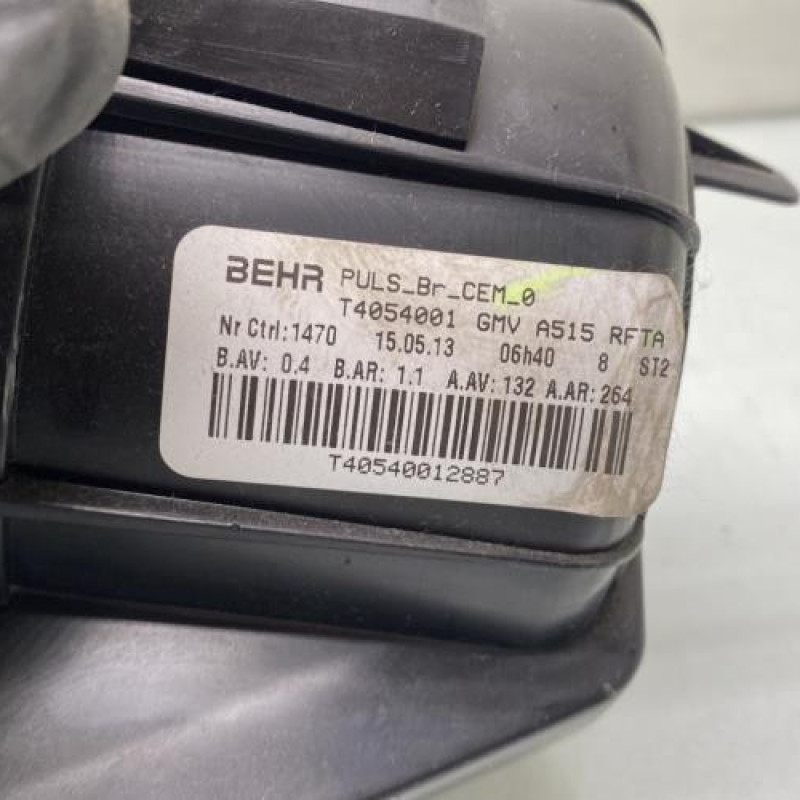 BEHR PULS_Br_CEM_0
T4054001 GMV A515 RFTA
Nr Ctrl:1470 15.05.13 06h40 8 ST2
B.AV: 0.4 B.AR: 1.1 A.AV: 132 A.AR: 264
T40540012887